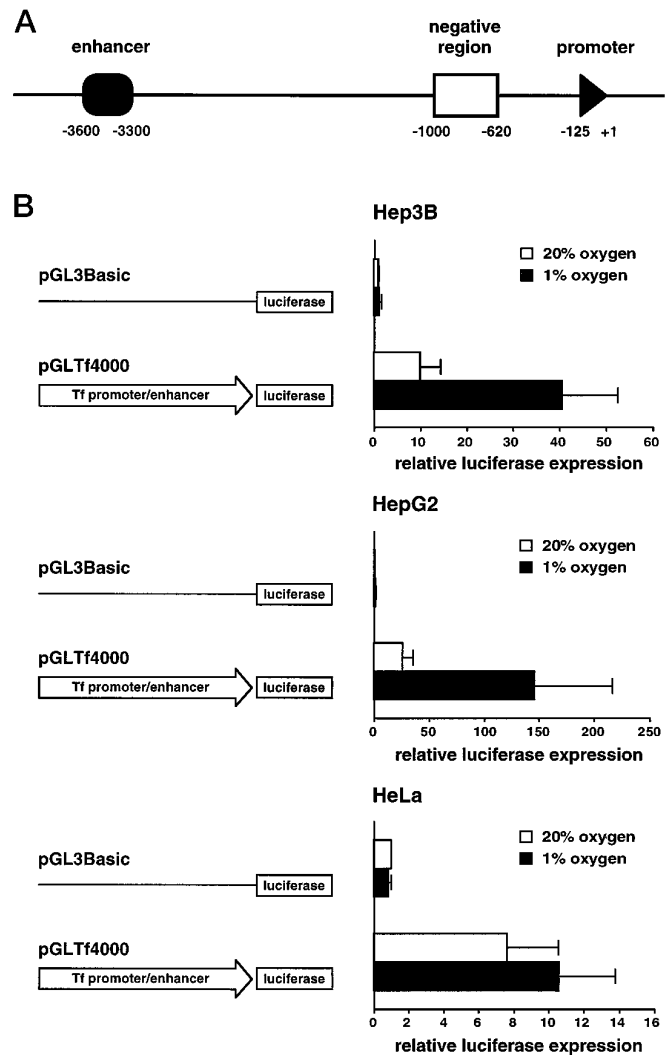 A
enhancer
negative
region
promoter
-3600 -3300
-1000 -620
-125 +1
B
Hep3B
20% oxygen
1% oxygen
pGL3Basic
luciferase
pGLTf4000
Tf promoter/enhancer
luciferase
0 10 20 30 40 50 60
relative luciferase expression
HepG2
20% oxygen
1% oxygen
pGL3Basic
luciferase
pGLTf4000
Tf promoter/enhancer
luciferase
0 50 100 150 200 250
relative luciferase expression
HeLa
20% oxygen
1% oxygen
pGL3Basic
luciferase
pGLTf4000
Tf promoter/enhancer
luciferase
0 2 4 6 8 10 12 14 16
relative luciferase expression